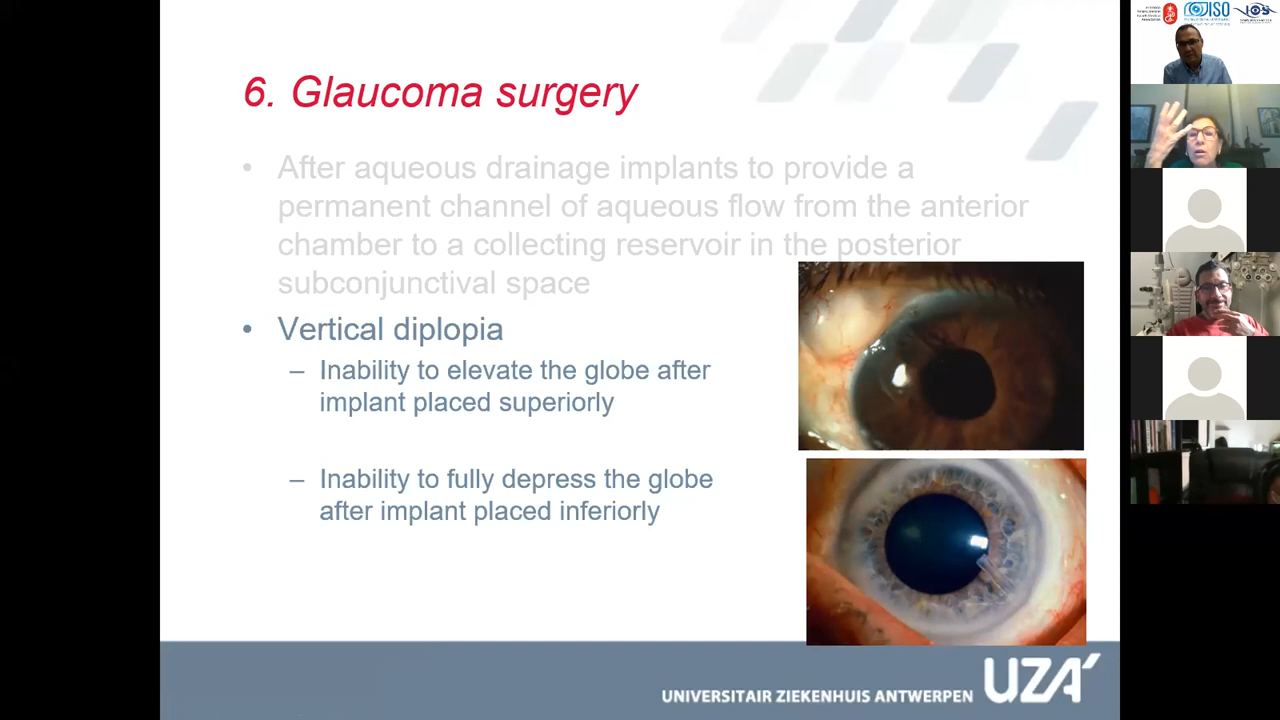 6. Glaucoma surgery
• After aqueous drainage implants to provide a
permanent channel of aqueous flow from the anterior
chamber to a collecting reservoir in the posterior
subconjunctival space
• Vertical diplopia
– Inability to elevate the globe after
implant placed superiorly
– Inability to fully depress the globe
after implant placed inferiorly
UNIVERSITAIR ZIEKENHUIS ANTWERPEN
UZA
ISO
IOS